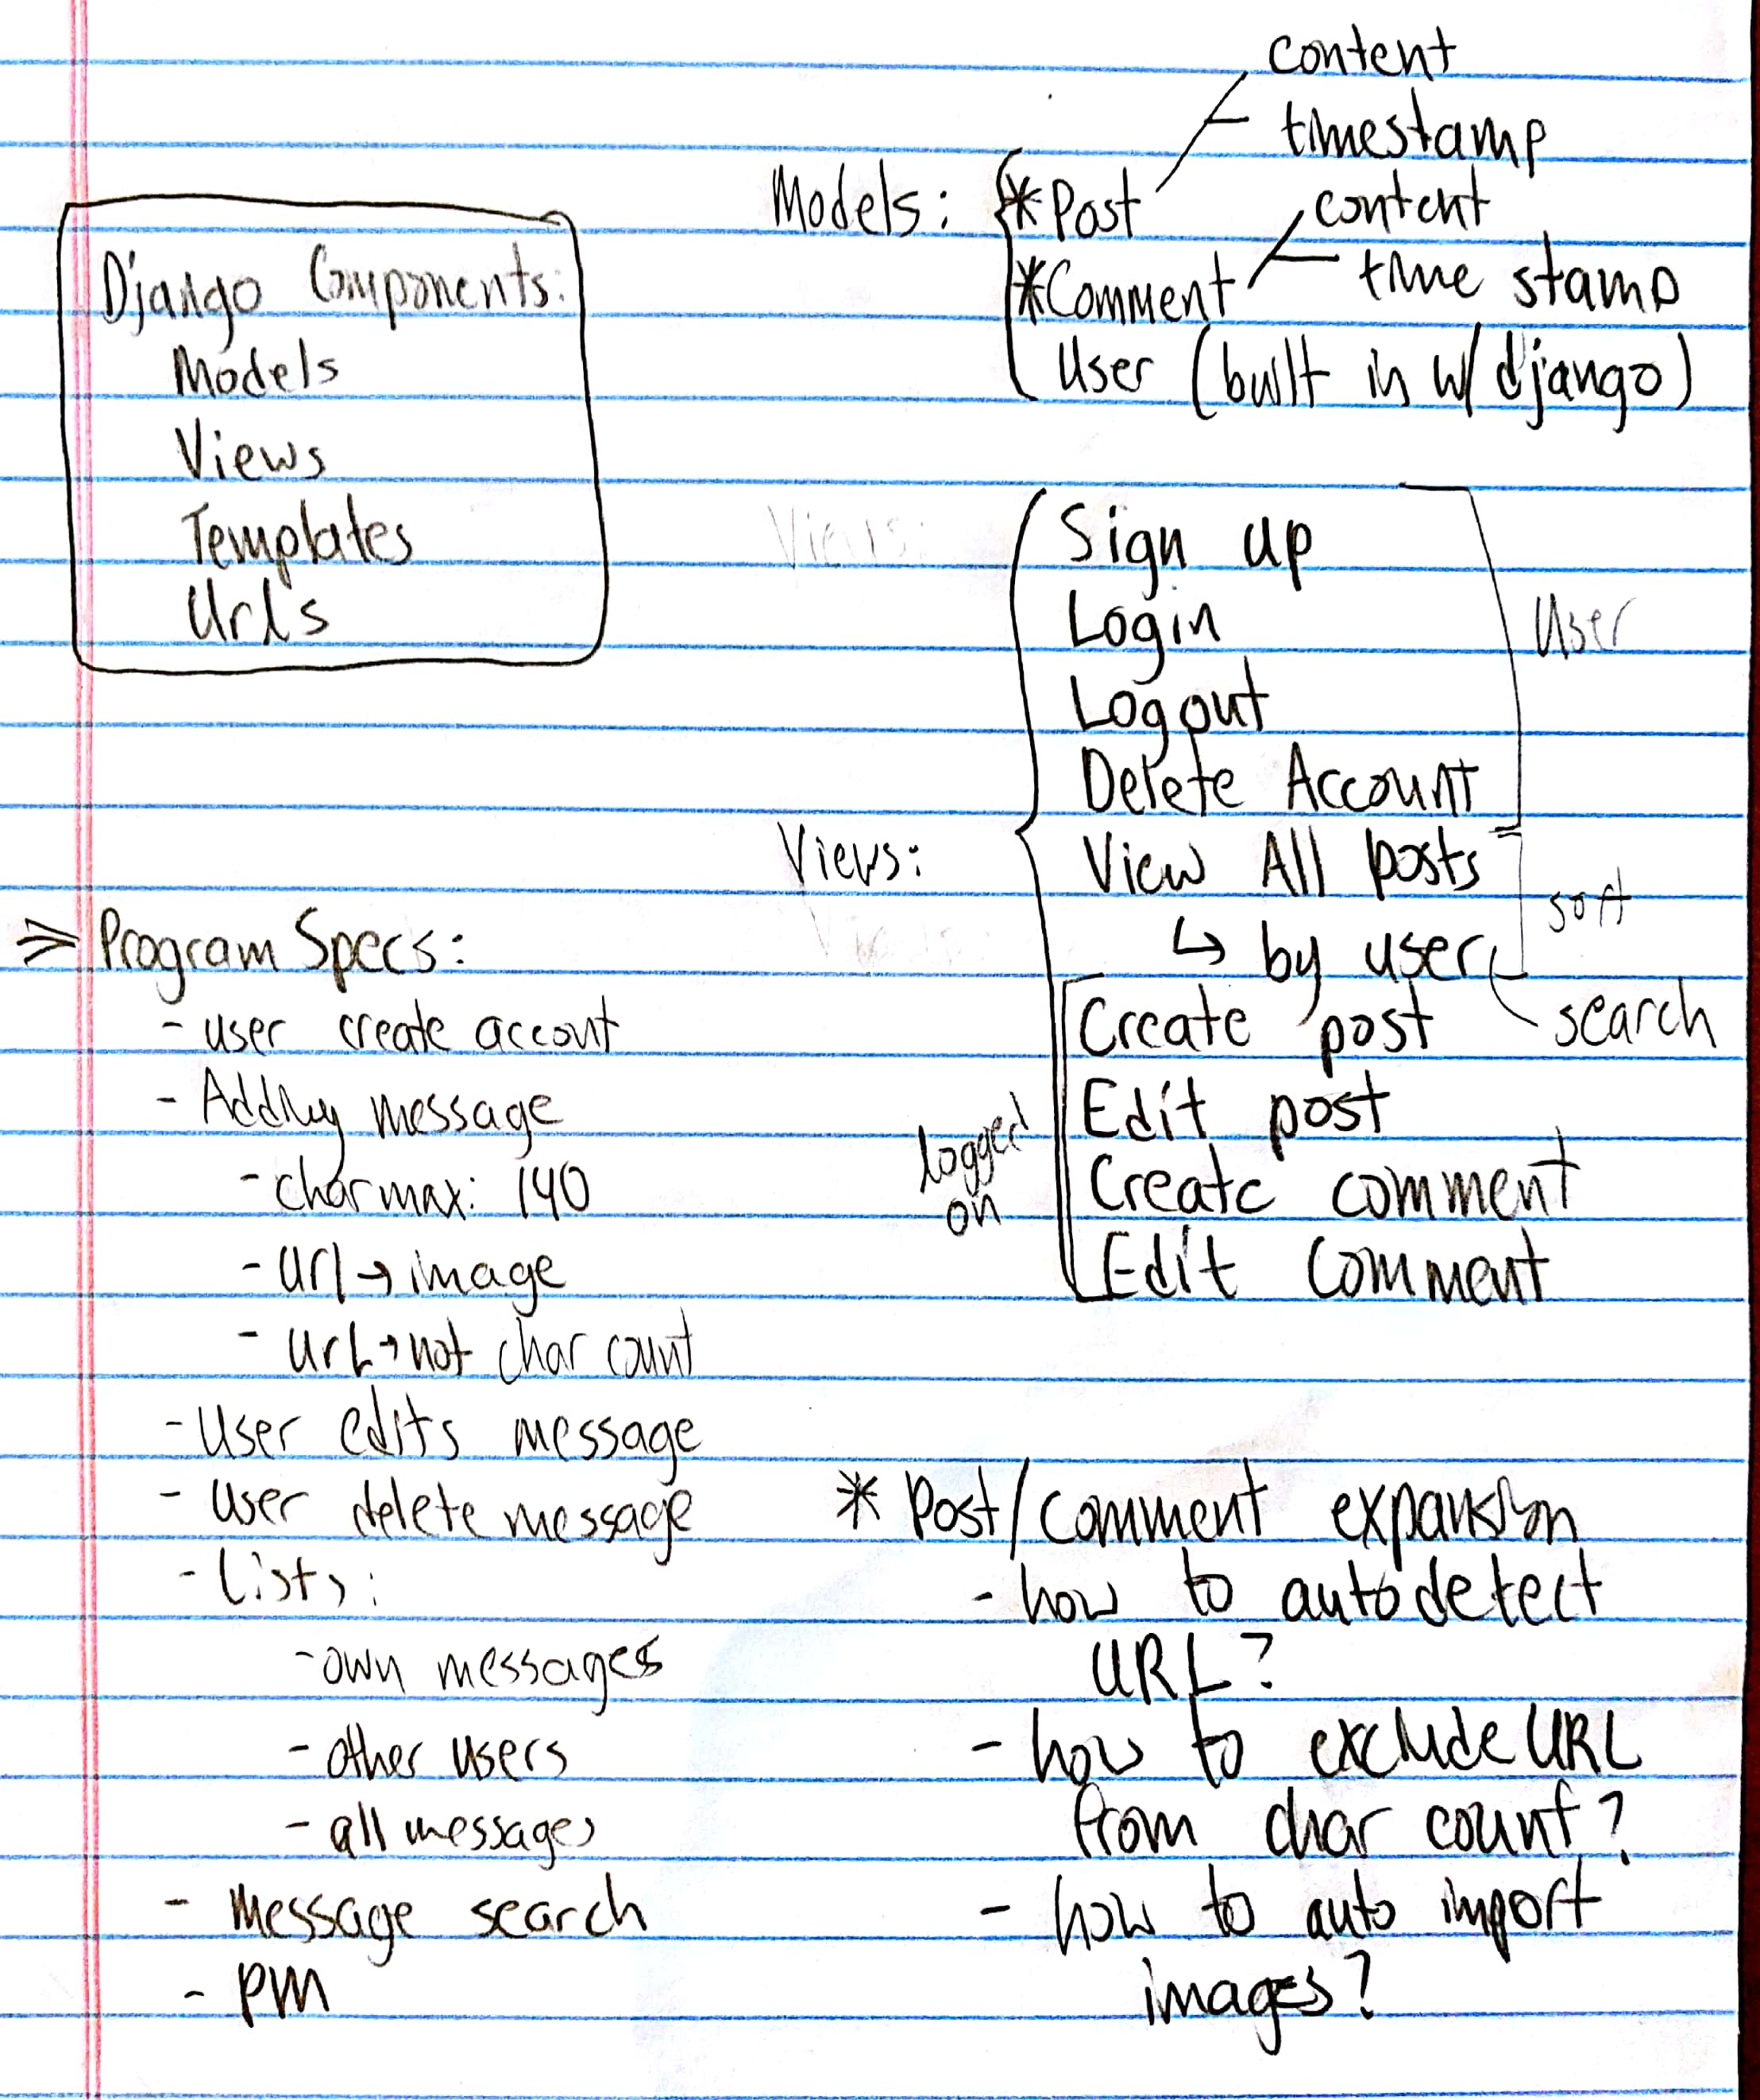 Django Components:
Models
Views
Templates
Urls
Models:
content
timestamp
*Post
content
*Comment
time stamp
User (built in w/ django)
Views:
Sign up
Login
Logout
Delete Account
User
Views:
View All posts
↳ by user
sort
search
logged
on
Create post
Edit post
Create comment
Edit comment
⇒ Program Specs:
- user create account
- Adding message
- char max: 140
- url → image
- url → not char count
- User edits message
- user delete message
- Lists:
- own messages
- other users
- all messages
- message search
- PM
* Post/comment expansion
- how to autodetect
URL?
- how to exclude URL
from char count?
- how to auto import
images?